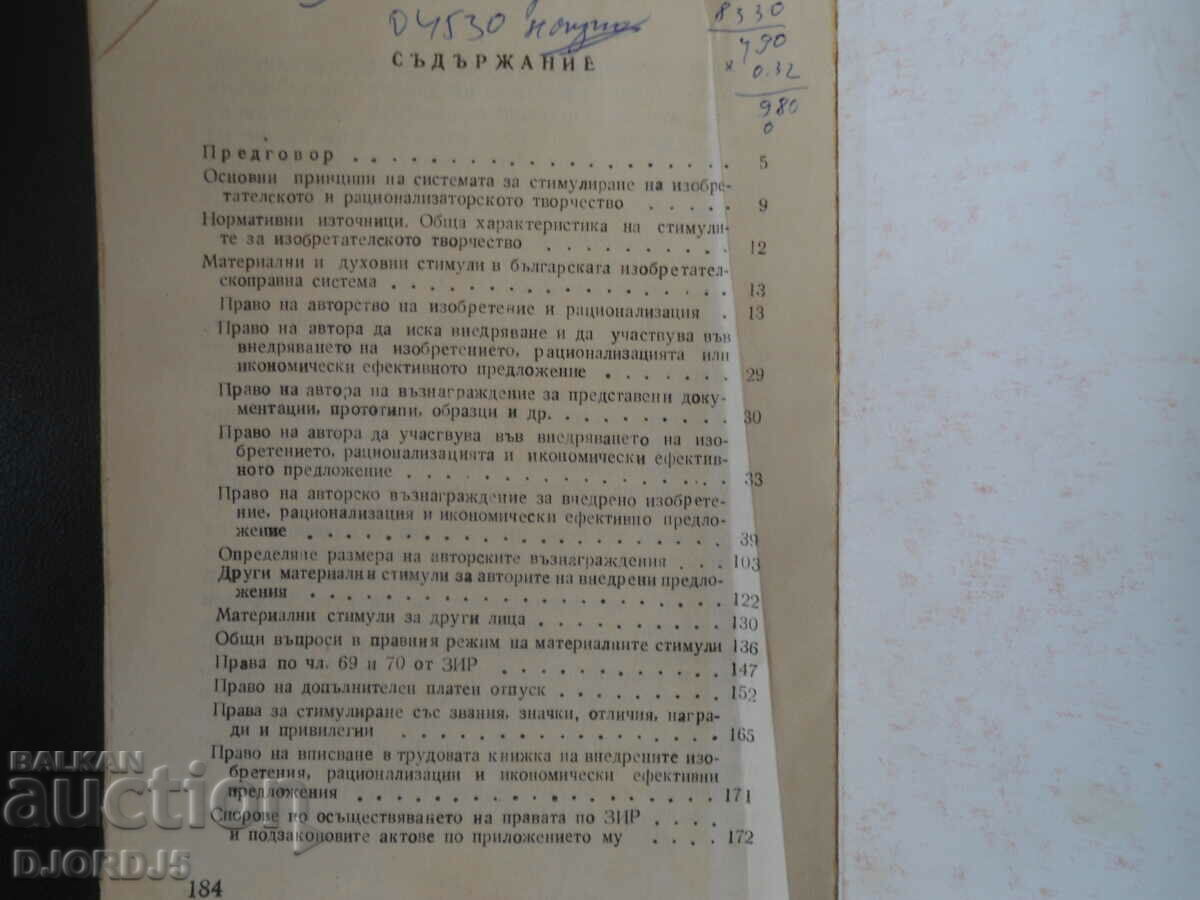 04530
8330
490
× 0.32
980
0
СЪДЪРЖАНИЕ
Предговор . . . . . . . . . . . . . . . . . . 5
Основни принципи на системата за стимулиране на изобре-
тателското и рационализаторското творчество . . . . . 9
Нормативни източници. Обща характеристика на стимули-
те за изобретателското творчество . . . . . . . . . 12
Материални и духовни стимули в българската изобретател-
скоправна система . . . . . . . . . . . . . . . . 13
Право на авторство на изобретение и рационализация . 13
Право на автора да иска внедряване и да участвува във
внедряването на изобретението, рационализацията или
икономически ефективното предложение . . . . . . . 29
Право на автора на възнаграждение за представени доку-
ментации, прототипи, образци и др. . . . . . . . . 30
Право на автора да участвува във внедряването на изо-
бретението, рационализацията и икономически ефектив-
ното предложение . . . . . . . . . . . . . . . . 33
Право на авторско възнаграждение за внедрено изобрете-
ние, рационализация и икономически ефективно предло-
жение . . . . . . . . . . . . . . . . . . . . 39
Определяне размера на авторските възнаграждения . . . 103
Други материални стимули за авторите на внедрени предло-
жения . . . . . . . . . . . . . . . . . . . . 122
Материални стимули за други лица . . . . . . . . . 130
Общи въпроси в правния режим на материалните стимули 136
Права по чл. 69 и 70 от ЗИР . . . . . . . . . . . 147
Право на допълнителен платен отпуск . . . . . . . . 152
Права за стимулиране със звания, значки, отличия, награ-
ди и привилегии . . . . . . . . . . . . . . . . 165
Право на вписване в трудовата книжка на внедрените изо-
бретения, рационализации и икономически ефективни
предложения . . . . . . . . . . . . . . . . . 171
Спорове по осъществяването на правата по ЗИР . . . .
и подзаконовите актове по приложението му . . . 172
184
BALKAN
auction
DJORDJ5